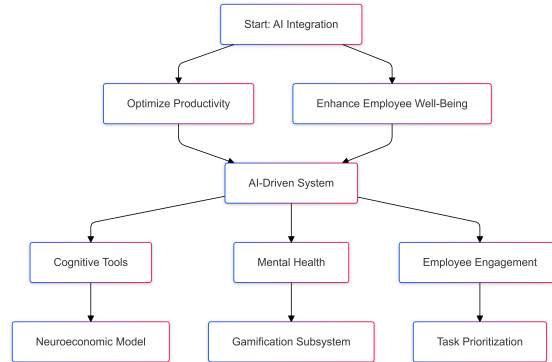 Start: AI Integration
Optimize Productivity
Enhance Employee Well-Being
AI-Driven System
Cognitive Tools
Mental Health
Employee Engagement
Neuroeconomic Model
Gamification Subsystem
Task Prioritization